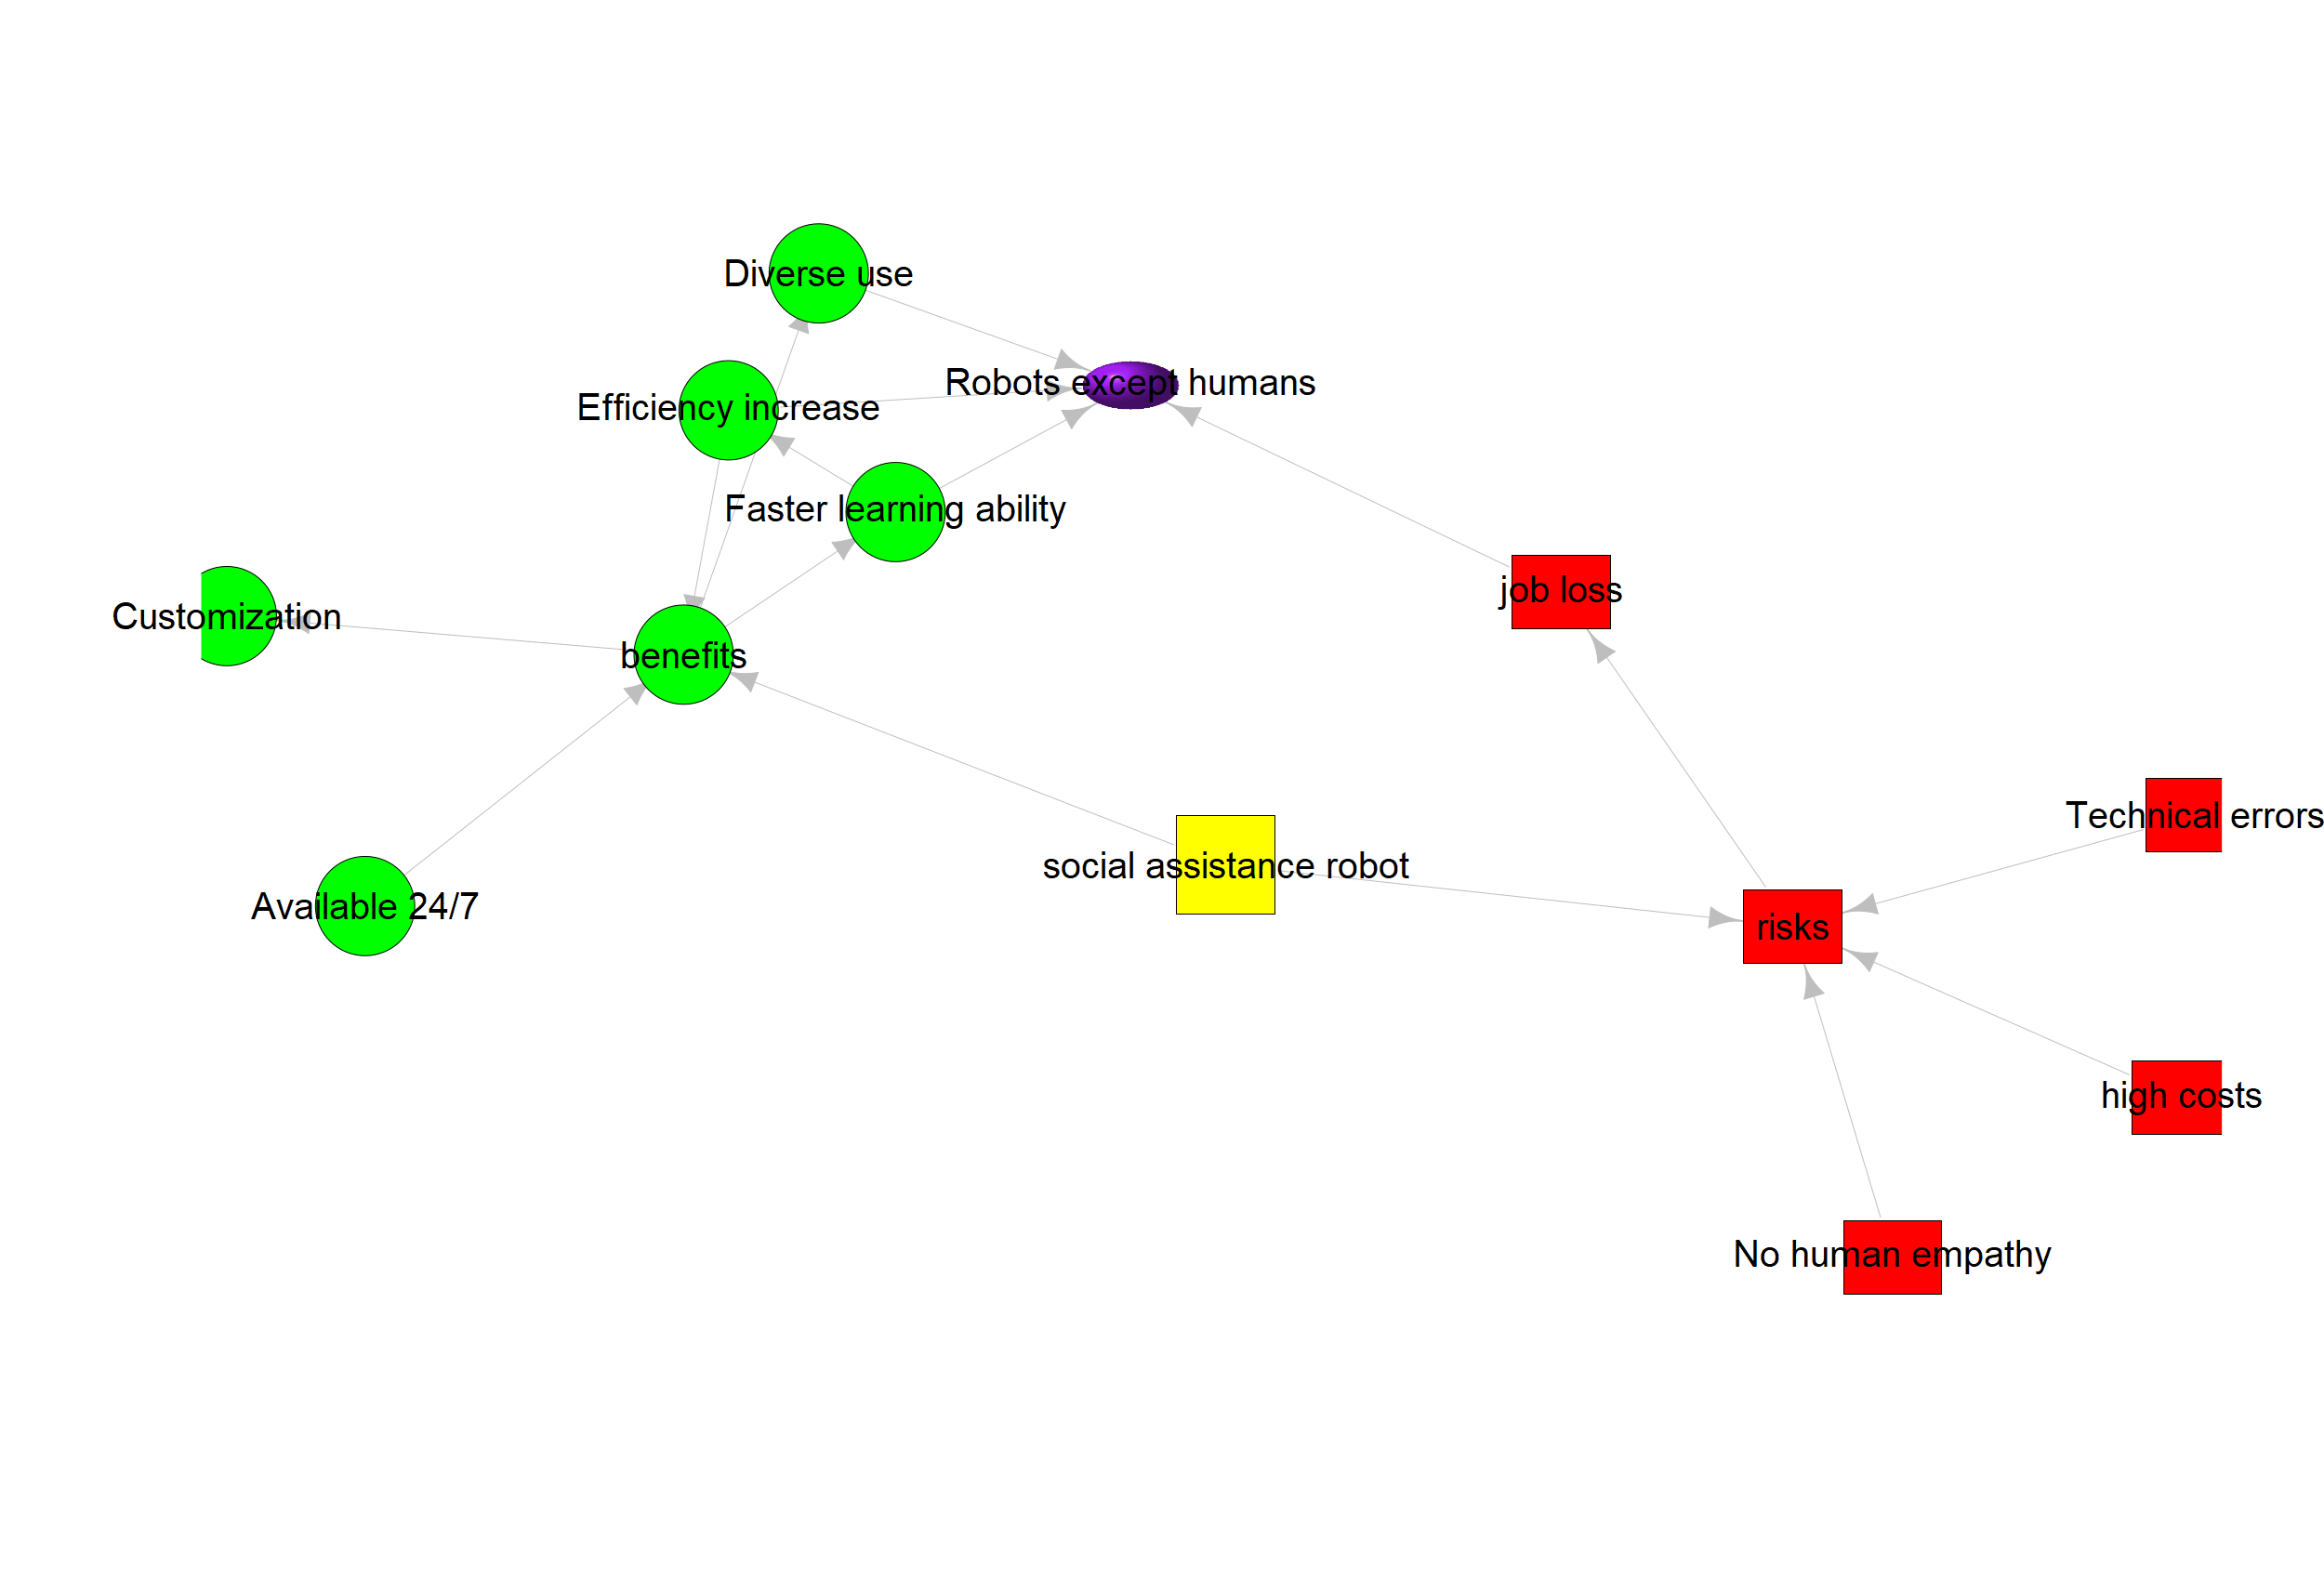 Diverse use
Robots except humans
Efficiency increase
Faster learning ability
job loss
Customization
benefits
Technical errors
social assistance robot
Available 24/7
risks
high costs
No human empathy